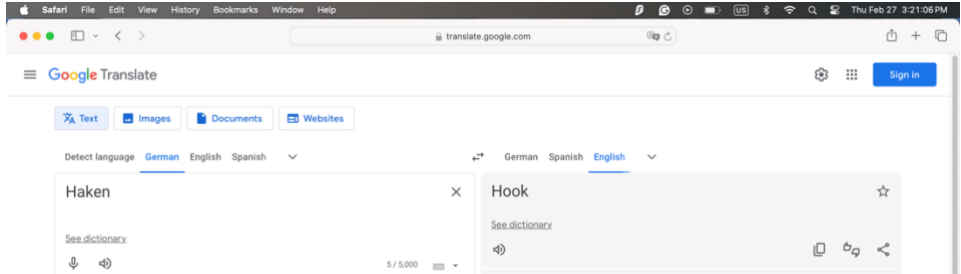 Safari File Edit View History Bookmarks Window Help US Thu Feb 27 3:21:06 PM
translate.google.com
Google Translate Sign in
Text Images Documents Websites
Detect language German English Spanish German Spanish English
Haken Hook
See dictionary
See dictionary
5 / 5,000